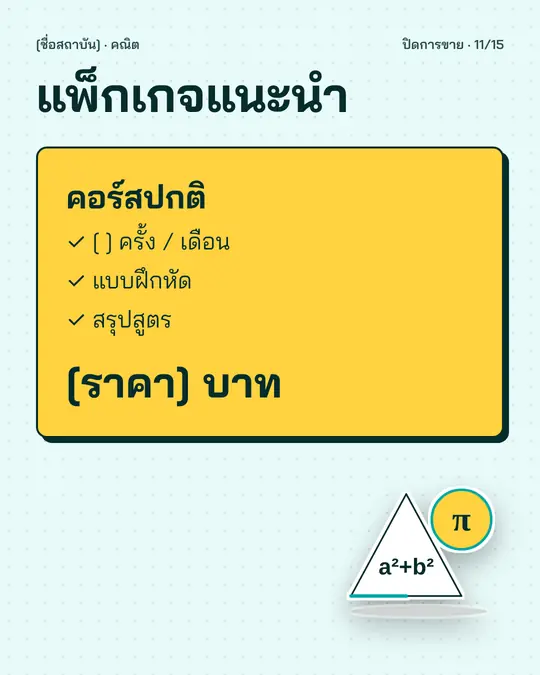 [ชื่อสถาบัน] · คณิต
ปิดการขาย · 11/15
แพ็กเกจแนะนำ
คอร์สปกติ
✓ [ ] ครั้ง / เดือน
✓ แบบฝึกหัด
✓ สรุปสูตร
[ราคา] บาท
π
a²+b²